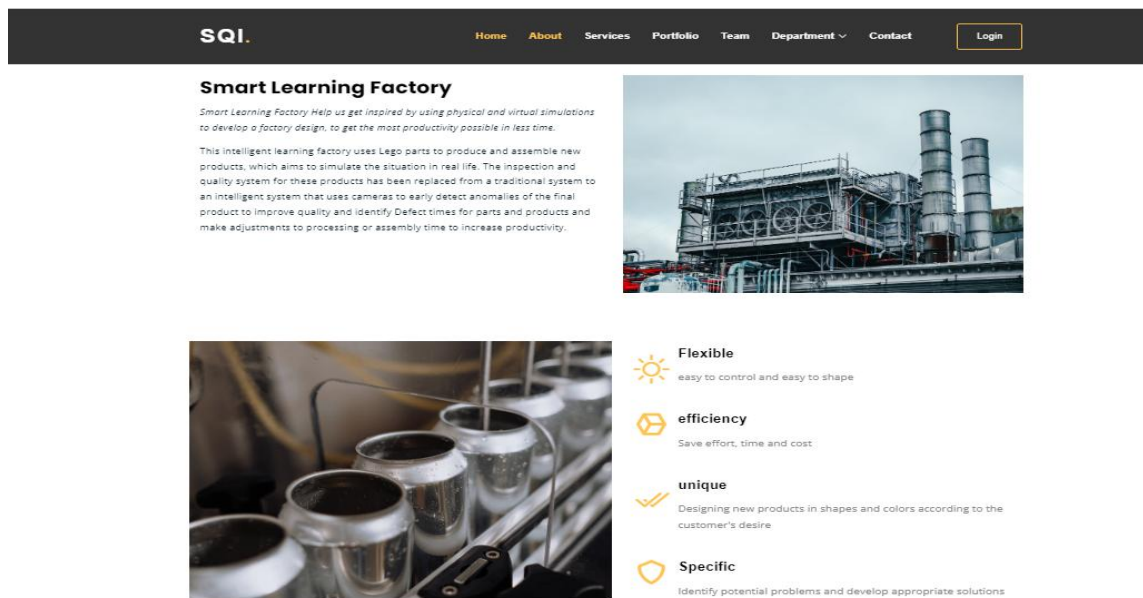 SQI.
Home About Services Portfolio Team Department Contact Login
Smart Learning Factory
Smart Learning Factory Help us get inspired by using physical and virtual simulations
to develop a factory design, to get the most productivity possible in less time.
This intelligent learning factory uses Lego parts to produce and assemble new
products, which aims to simulate the situation in real life. The inspection and
quality system for these products has been replaced from a traditional system to
an intelligent system that uses cameras to early detect anomalies of the final
product to improve quality and identify Defect times for parts and products and
make adjustments to processing or assembly time to increase productivity.
Flexible
easy to control and easy to shape
efficiency
Save effort, time and cost
unique
Designing new products in shapes and colors according to the
customer's desire
Specific
Identify potential problems and develop appropriate solutions